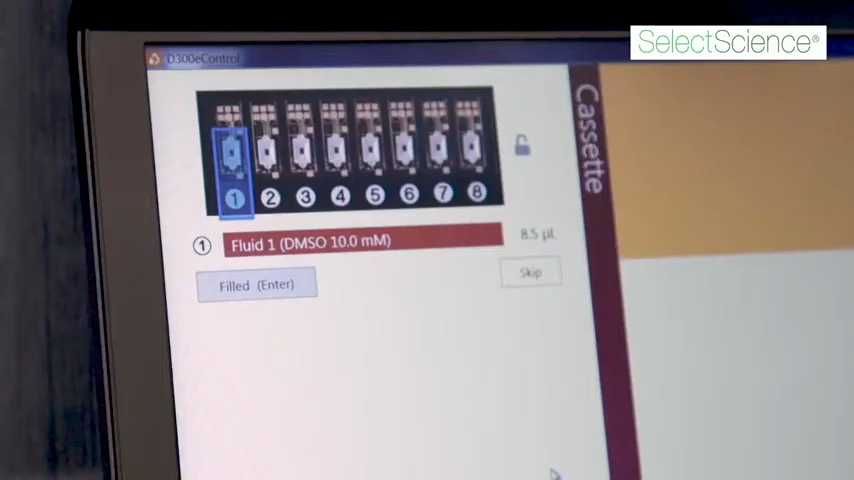 SelectScience®
D300eControl
Cassette
1 2 3 4 5 6 7 8
1 Fluid 1 (DMSO 10.0 mM) 8.5 µL
Filled (Enter) Skip